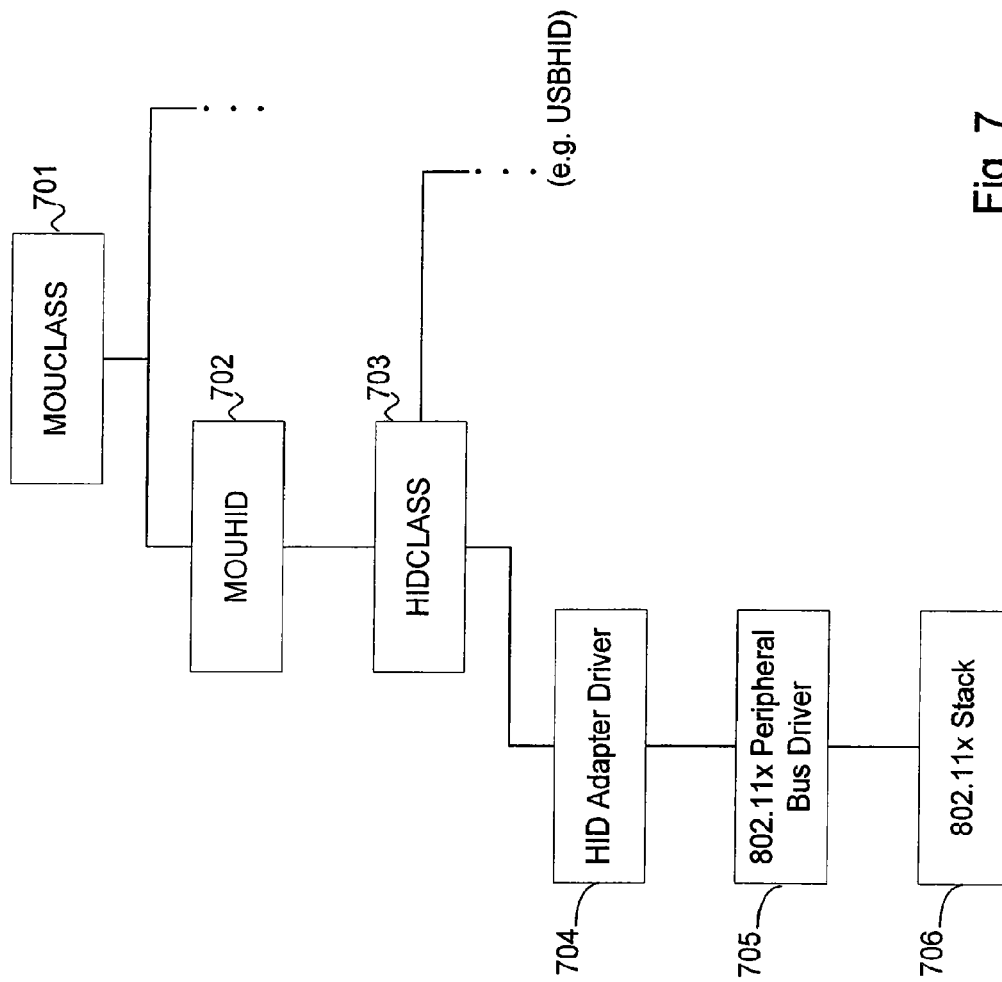 MOUCLASS
701
MOUHID
702
HIDCLASS
703
(e.g. USBHID)
704
HID Adapter Driver
705
802.11x Peripheral
Bus Driver
706
802.11x Stack
Fig. 7